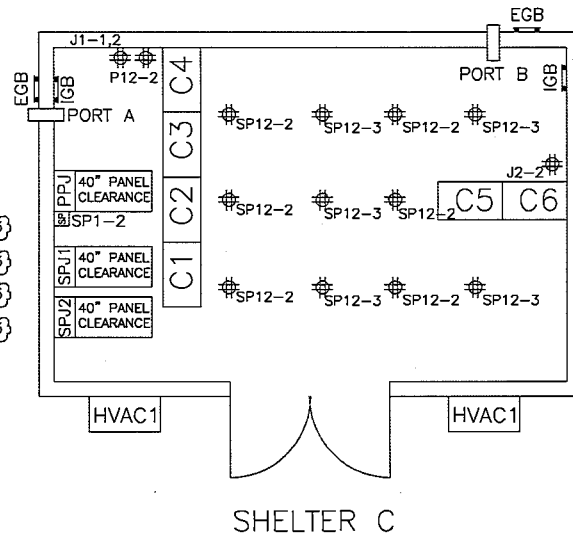 EGB
J1-1,2
P12-2
C4
PORT B
IGB
EGB
IGB
PORT A
C3
SP12-2
SP12-3
SP12-2
SP12-3
J2-2
PPJ
40" PANEL
CLEARANCE
C2
SP12-2
SP12-3
SP12-2
C5
C6
SP
SP1-2
SPJ1
40" PANEL
CLEARANCE
C1
SPJ2
40" PANEL
CLEARANCE
SP12-2
SP12-3
SP12-2
SP12-3
HVAC1
HVAC1
SHELTER C